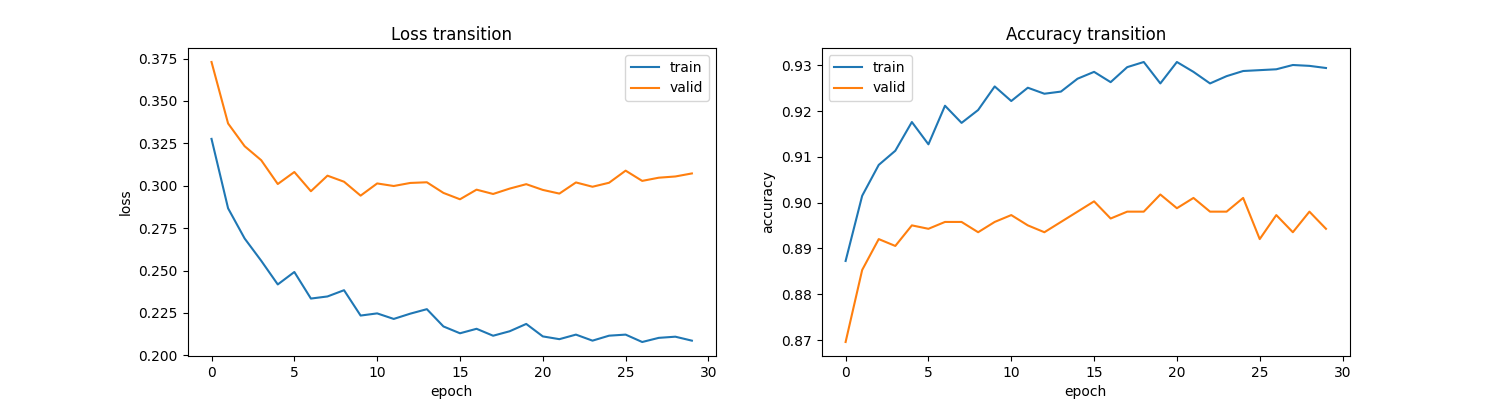 Loss transition
0.375
0.350
0.325
0.300
0.275
0.250
0.225
0.200
loss
0 5 10 15 20 25 30
epoch
train
valid
Accuracy transition
0.93
0.92
0.91
0.90
0.89
0.88
0.87
accuracy
0 5 10 15 20 25 30
epoch
train
valid